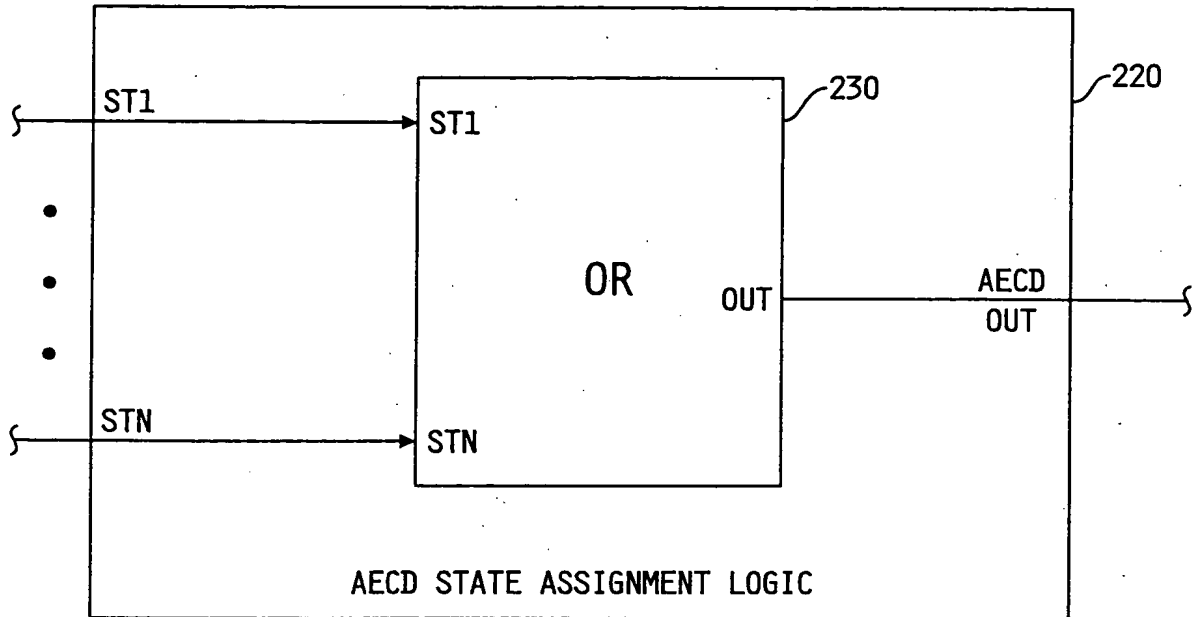 230
220
ST1
ST1
OR
OUT
AECD
OUT
STN
STN
AECD STATE ASSIGNMENT LOGIC